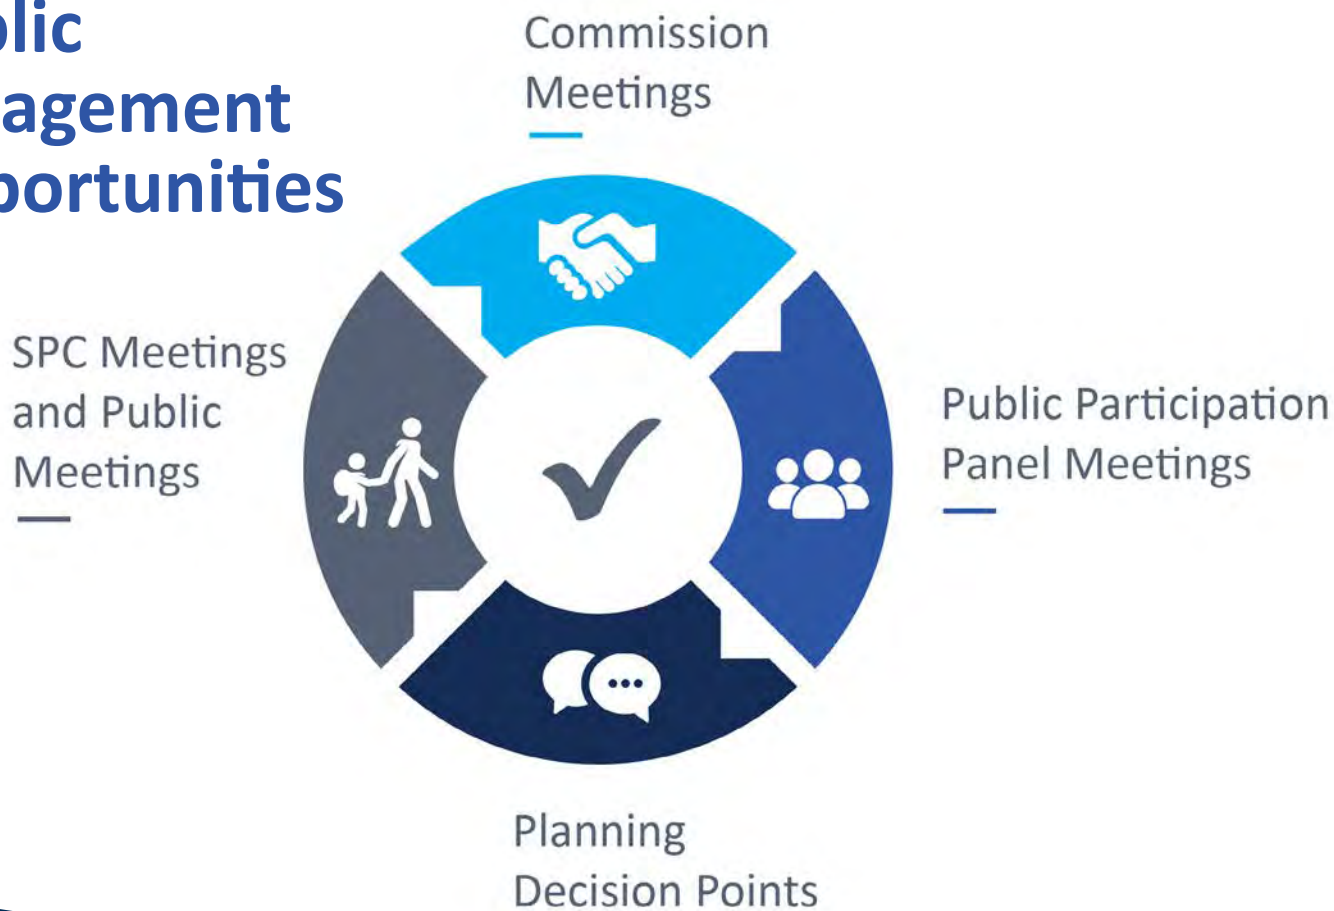 blic
agement
portunities
Commission
Meetings
SPC Meetings
and Public
Meetings
Public Participation
Panel Meetings
Planning
Decision Points